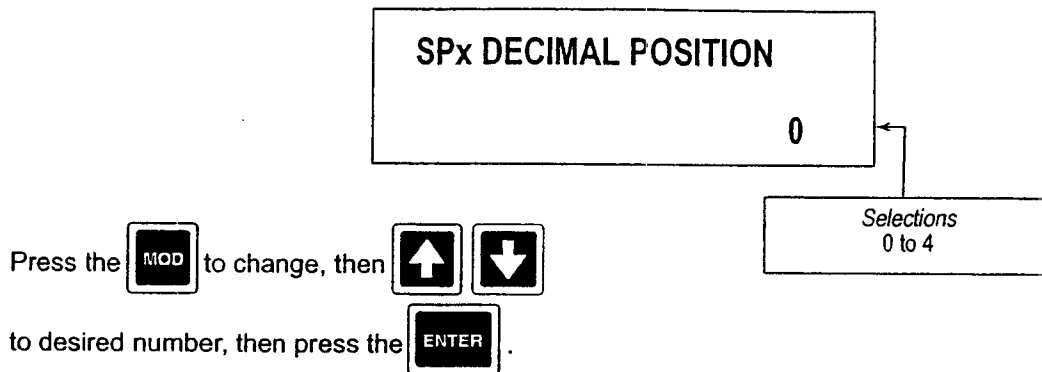 SPx DECIMAL POSITION
0
Selections
0 to 4
Press the MOD to change, then
to desired number, then press the ENTER .